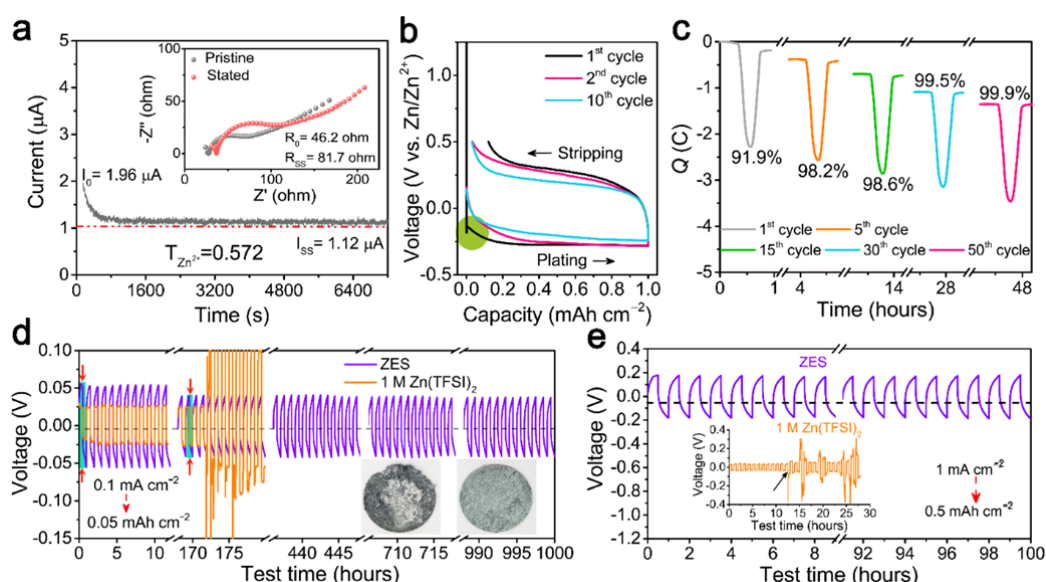 a
Current (μA)
5
4
3
2
1
0
0 1600 3200 4800 6400
Time (s)
I0 = 1.96 μA
T Zn2+ = 0.572
ISS = 1.12 μA
-Z" (ohm)
100
75
50
25
0
0 50 100 150 200
Z' (ohm)
Pristine
Stated
R0 = 46.2 ohm
RSS = 81.7 ohm
b
Voltage (V vs. Zn/Zn2+)
1.0
0.5
0.0
-0.5
0.0 0.2 0.4 0.6 0.8 1.0
Capacity (mAh cm−2)
1st cycle
2nd cycle
10th cycle
Stripping
Plating
c
Q (C)
0
-1
-2
-3
-4
-5
0 1 4 14 28 48
Time (hours)
91.9%
98.2%
98.6%
99.5%
99.9%
1st cycle 5th cycle
15th cycle 30th cycle 50th cycle
d
Voltage (V)
0.10
0.05
0.00
-0.05
-0.10
-0.15
0 5 10 170 175 440 445 710 715 990 995 1000
Test time (hours)
ZES
1 M Zn(TFSI)2
0.1 mA cm−2
0.05 mAh cm−2
e
Voltage (V)
0.4
0.2
0.0
-0.2
-0.4
-0.6
-0.8
-1.0
-1.2
0 1 2 3 4 5 6 7 8 92 94 96 98 100
Test time (hours)
ZES
1 M Zn(TFSI)2
Voltage (V)
0.4
0.2
0.0
-0.2
-0.4
0 5 10 15 20 25 30
Test time (hours)
1 mA cm−2
0.5 mAh cm−2